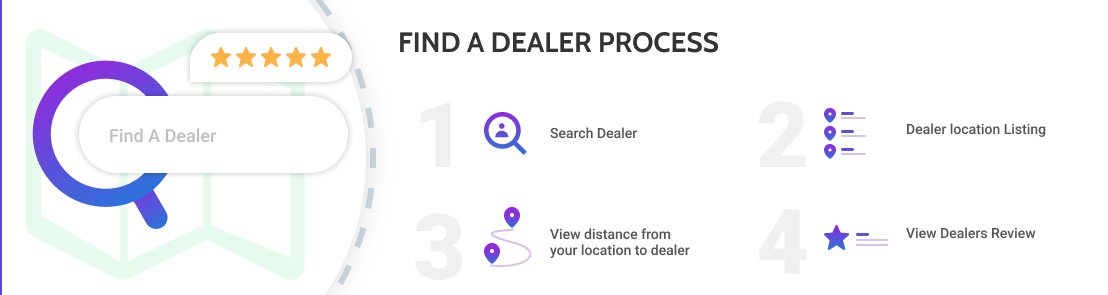 FIND A DEALER PROCESS
Find A Dealer
1
Search Dealer
2
Dealer location Listing
3
View distance from
your location to dealer
4
View Dealers Review